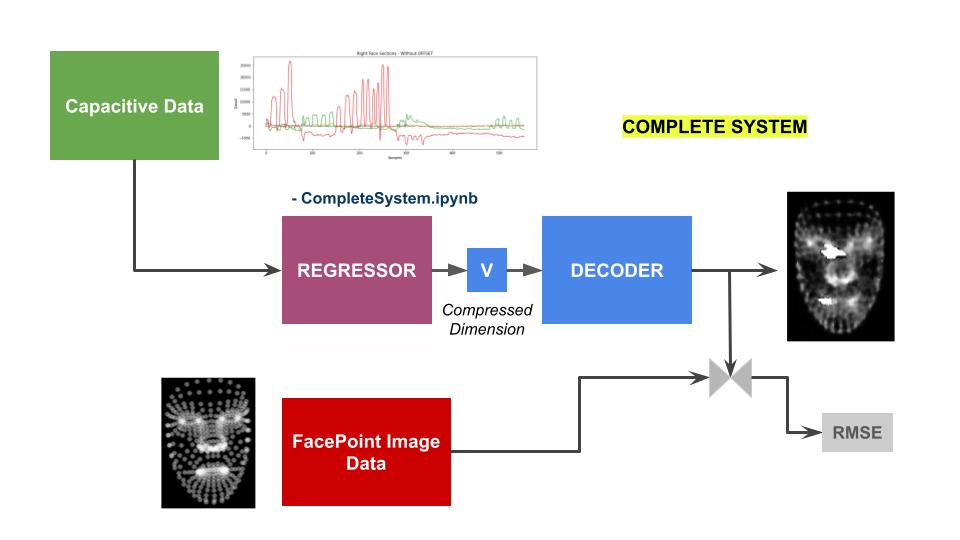 Right Face Sections - Without OFFSET
Capacitive Data
COMPLETE SYSTEM
Samples
- CompleteSystem.ipynb
REGRESSOR
V
DECODER
Compressed
Dimension
FacePoint Image
Data
RMSE